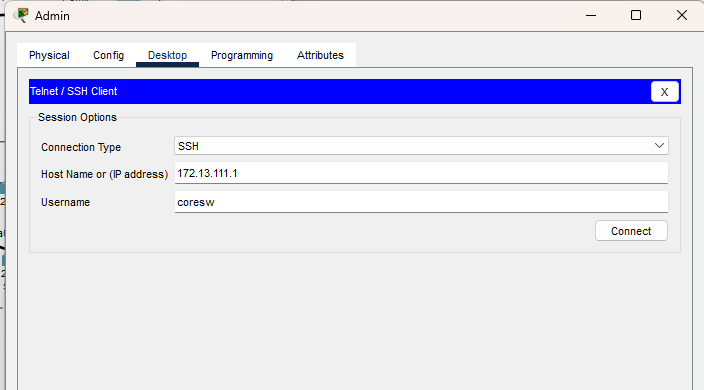 Admin
Physical Config Desktop Programming Attributes
Telnet / SSH Client X
Session Options
Connection Type SSH
Host Name or (IP address) 172.13.111.1
Username coresw
Connect